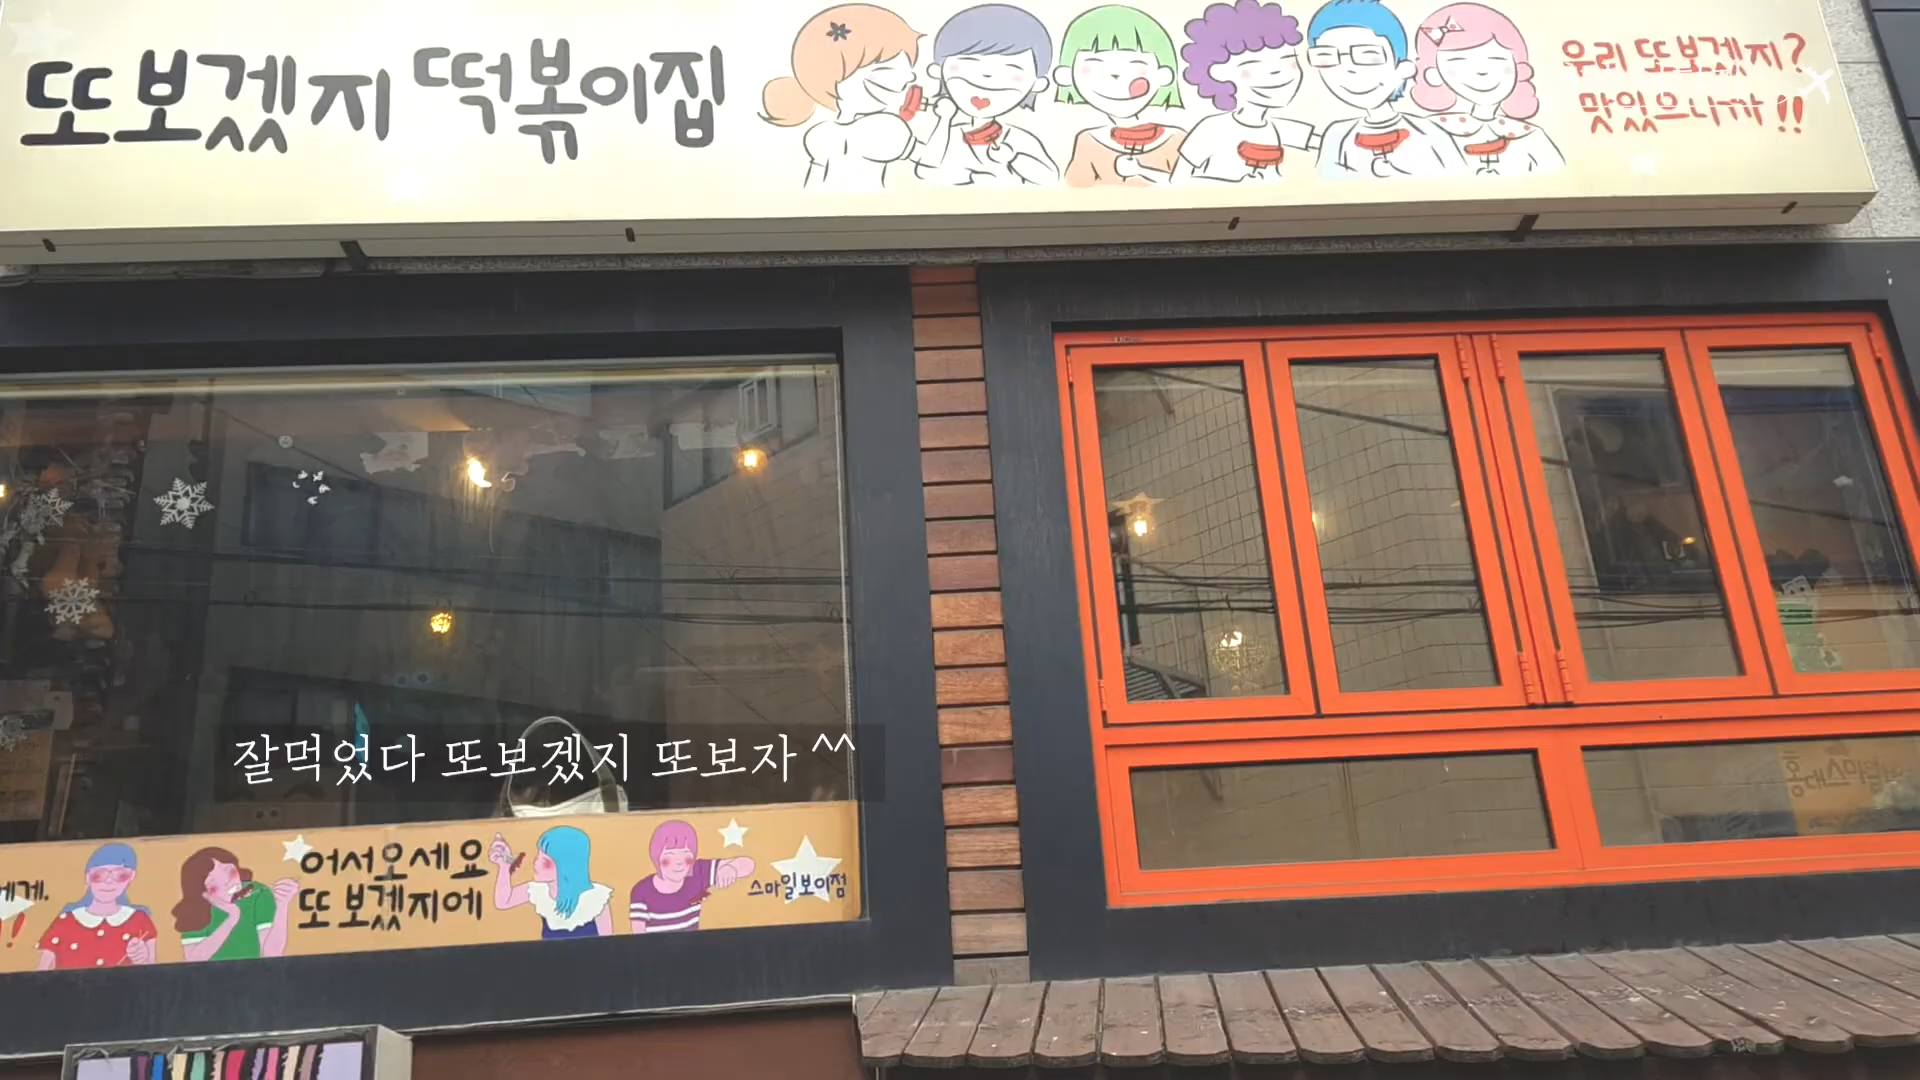 또보겠지 떡볶이집
우리 또보겠지?
맛있으니까!!
잘먹었다 또보겠지 또보자 ^^
에게.
어서오세요
또보겠지에
스마일보이점